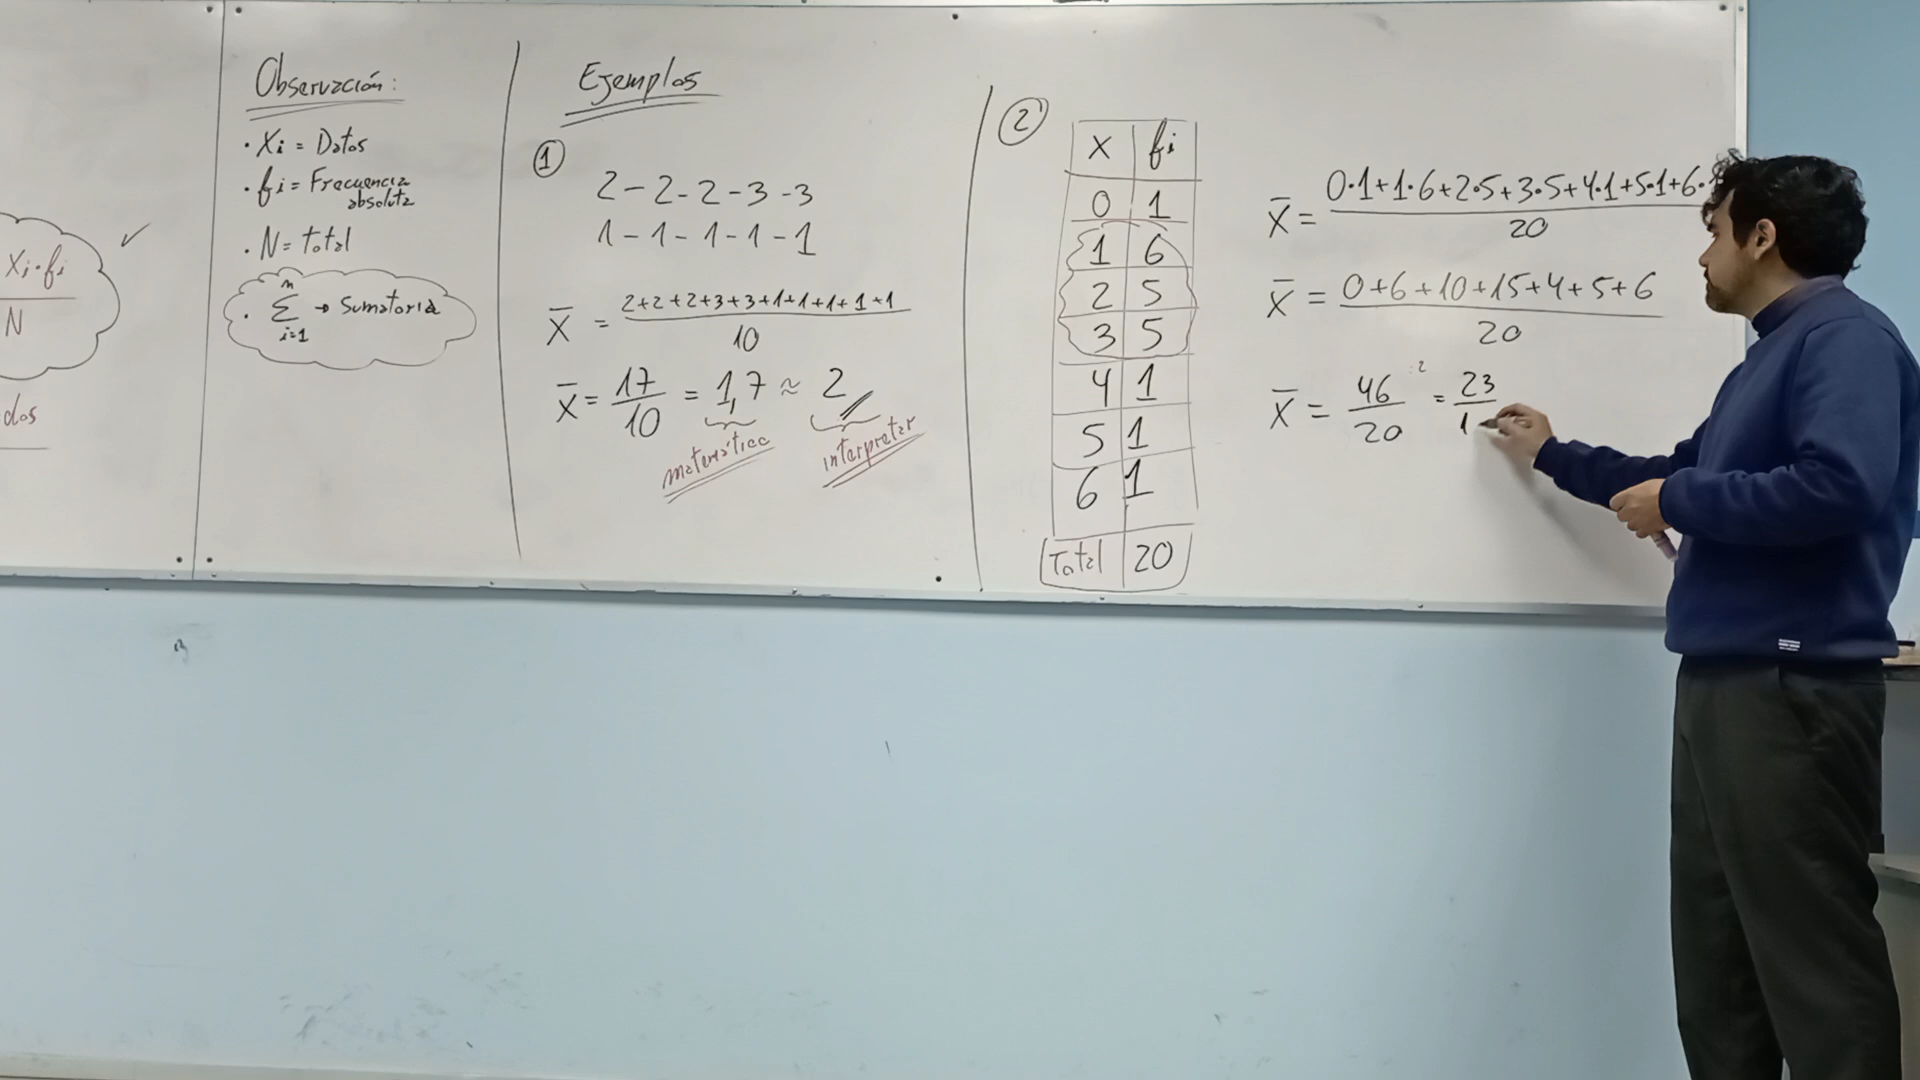 Xi·fi
N
dos
Observación:
· Xi = Datos
· fi = Frecuencia
absoluta
· N = total
· n
Σ → Sumatoria
i=1
Ejemplos
1
2 - 2 - 2 - 3 - 3
1 - 1 - 1 - 1 - 1
X̄ = 2+2+2+3+3+1+1+1+1+1
10
X̄ = 17/10 = 1,7 ≈ 2
matemática
interpretar
2
X fi
0 1
1 6
2 5
3 5
4 1
5 1
6 1
Total 20
X̄ = 0·1+1·6+2·5+3·5+4·1+5·1+6·
20
X̄ = 0+6+10+15+4+5+6
20
X̄ = 46/20 :2 = 23/1